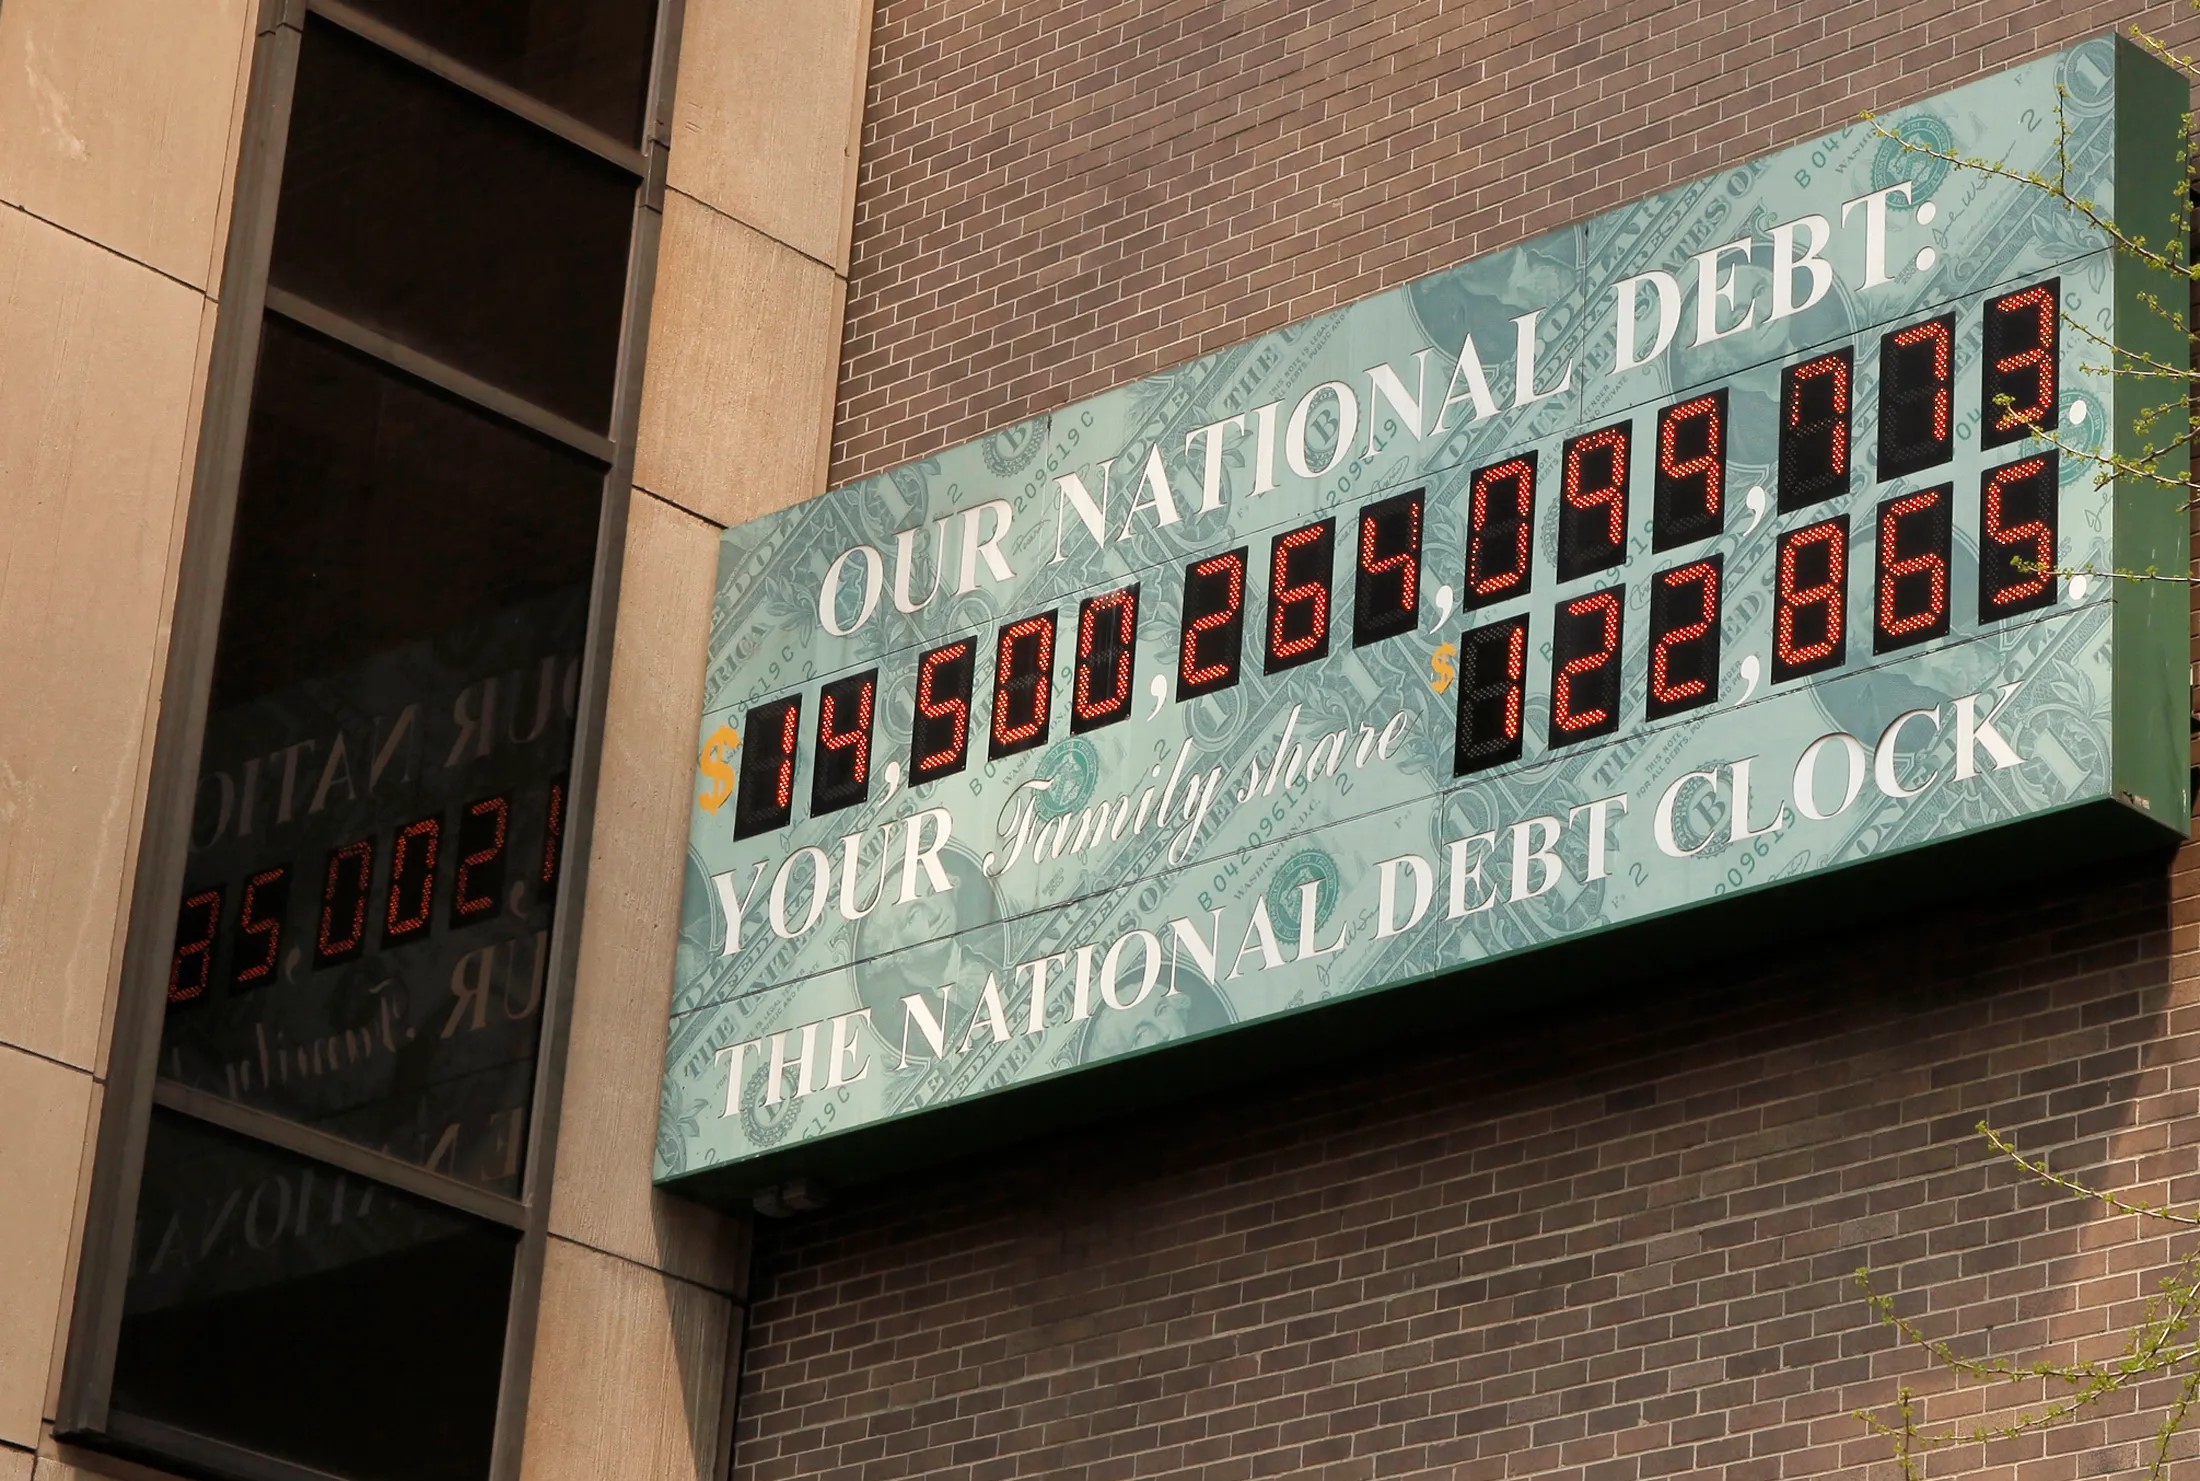 OUR NATIONAL DEBT:
$14,500,264,099,773.
YOUR Family share $122,865.
THE NATIONAL DEBT CLOCK